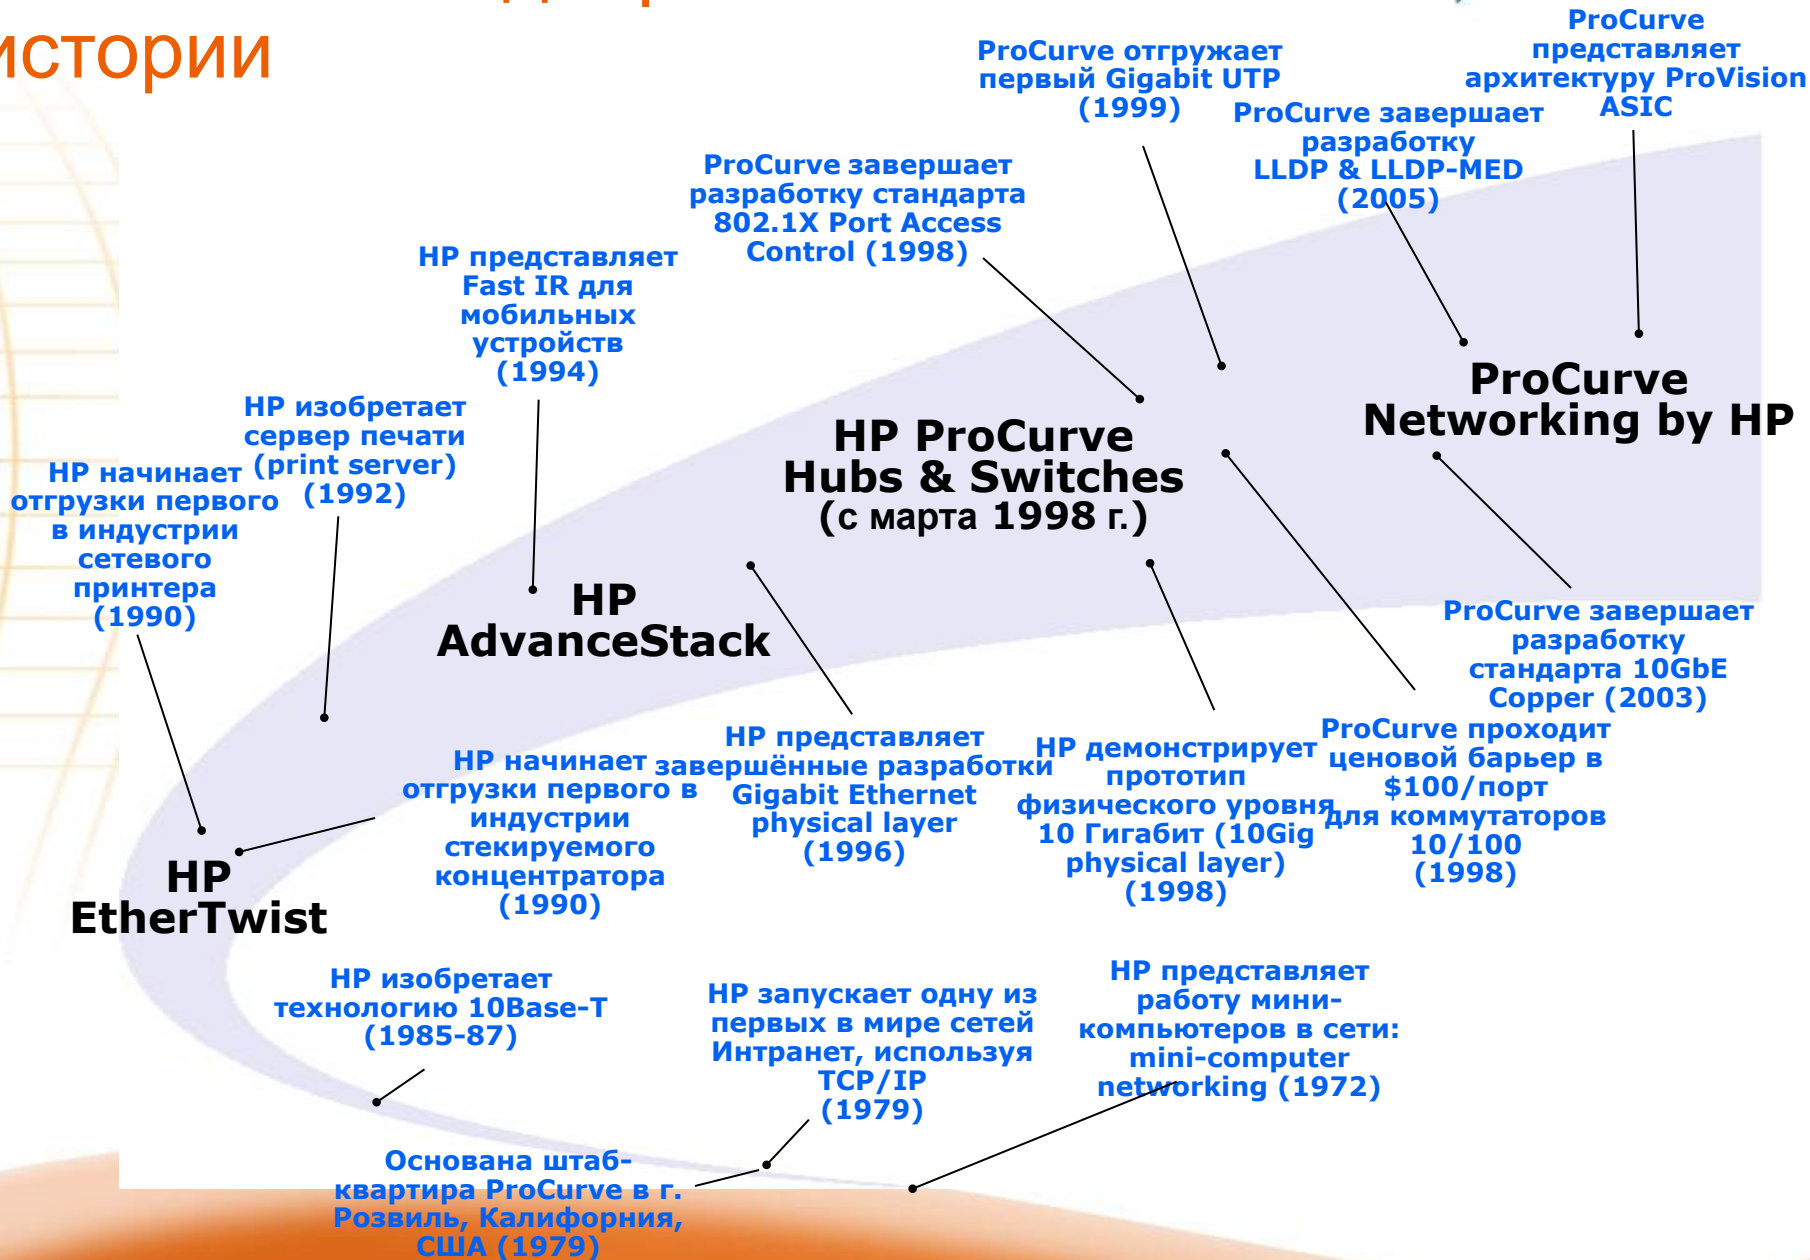 истории
ProCurve
представляет
архитектуру ProVision
ASIC
ProCurve отгружает
первый Gigabit UTP
(1999)
ProCurve завершает
разработку
LLDP & LLDP-MED
(2005)
ProCurve завершает
разработку стандарта
802.1X Port Access
Control (1998)
HP представляет
Fast IR для
мобильных
устройств
(1994)
HP изобретает
сервер печати
(print server)
(1992)
HP начинает
отгрузки первого
в индустрии
сетевого
принтера
(1990)
ProCurve
Networking by HP
HP ProCurve
Hubs & Switches
(с марта 1998 г.)
HP
AdvanceStack
HP
EtherTwist
ProCurve завершает
разработку
стандарта 10GbE
Copper (2003)
ProCurve проходит
ценовой барьер в
$100/порт
для коммутаторов
10/100
(1998)
HP демонстрирует
прототип
физического уровня
10 Гигабит (10Gig
physical layer)
(1998)
HP представляет
завершённые разработки
Gigabit Ethernet
physical layer
(1996)
HP начинает
отгрузки первого в
индустрии
стекируемого
концентратора
(1990)
HP изобретает
технологию 10Base-T
(1985-87)
HP запускает одну из
первых в мире сетей
Интранет, используя
TCP/IP
(1979)
HP представляет
работу мини-
компьютеров в сети:
mini-computer
networking (1972)
Основана штаб-
квартира ProCurve в г.
Розвиль, Калифорния,
США (1979)